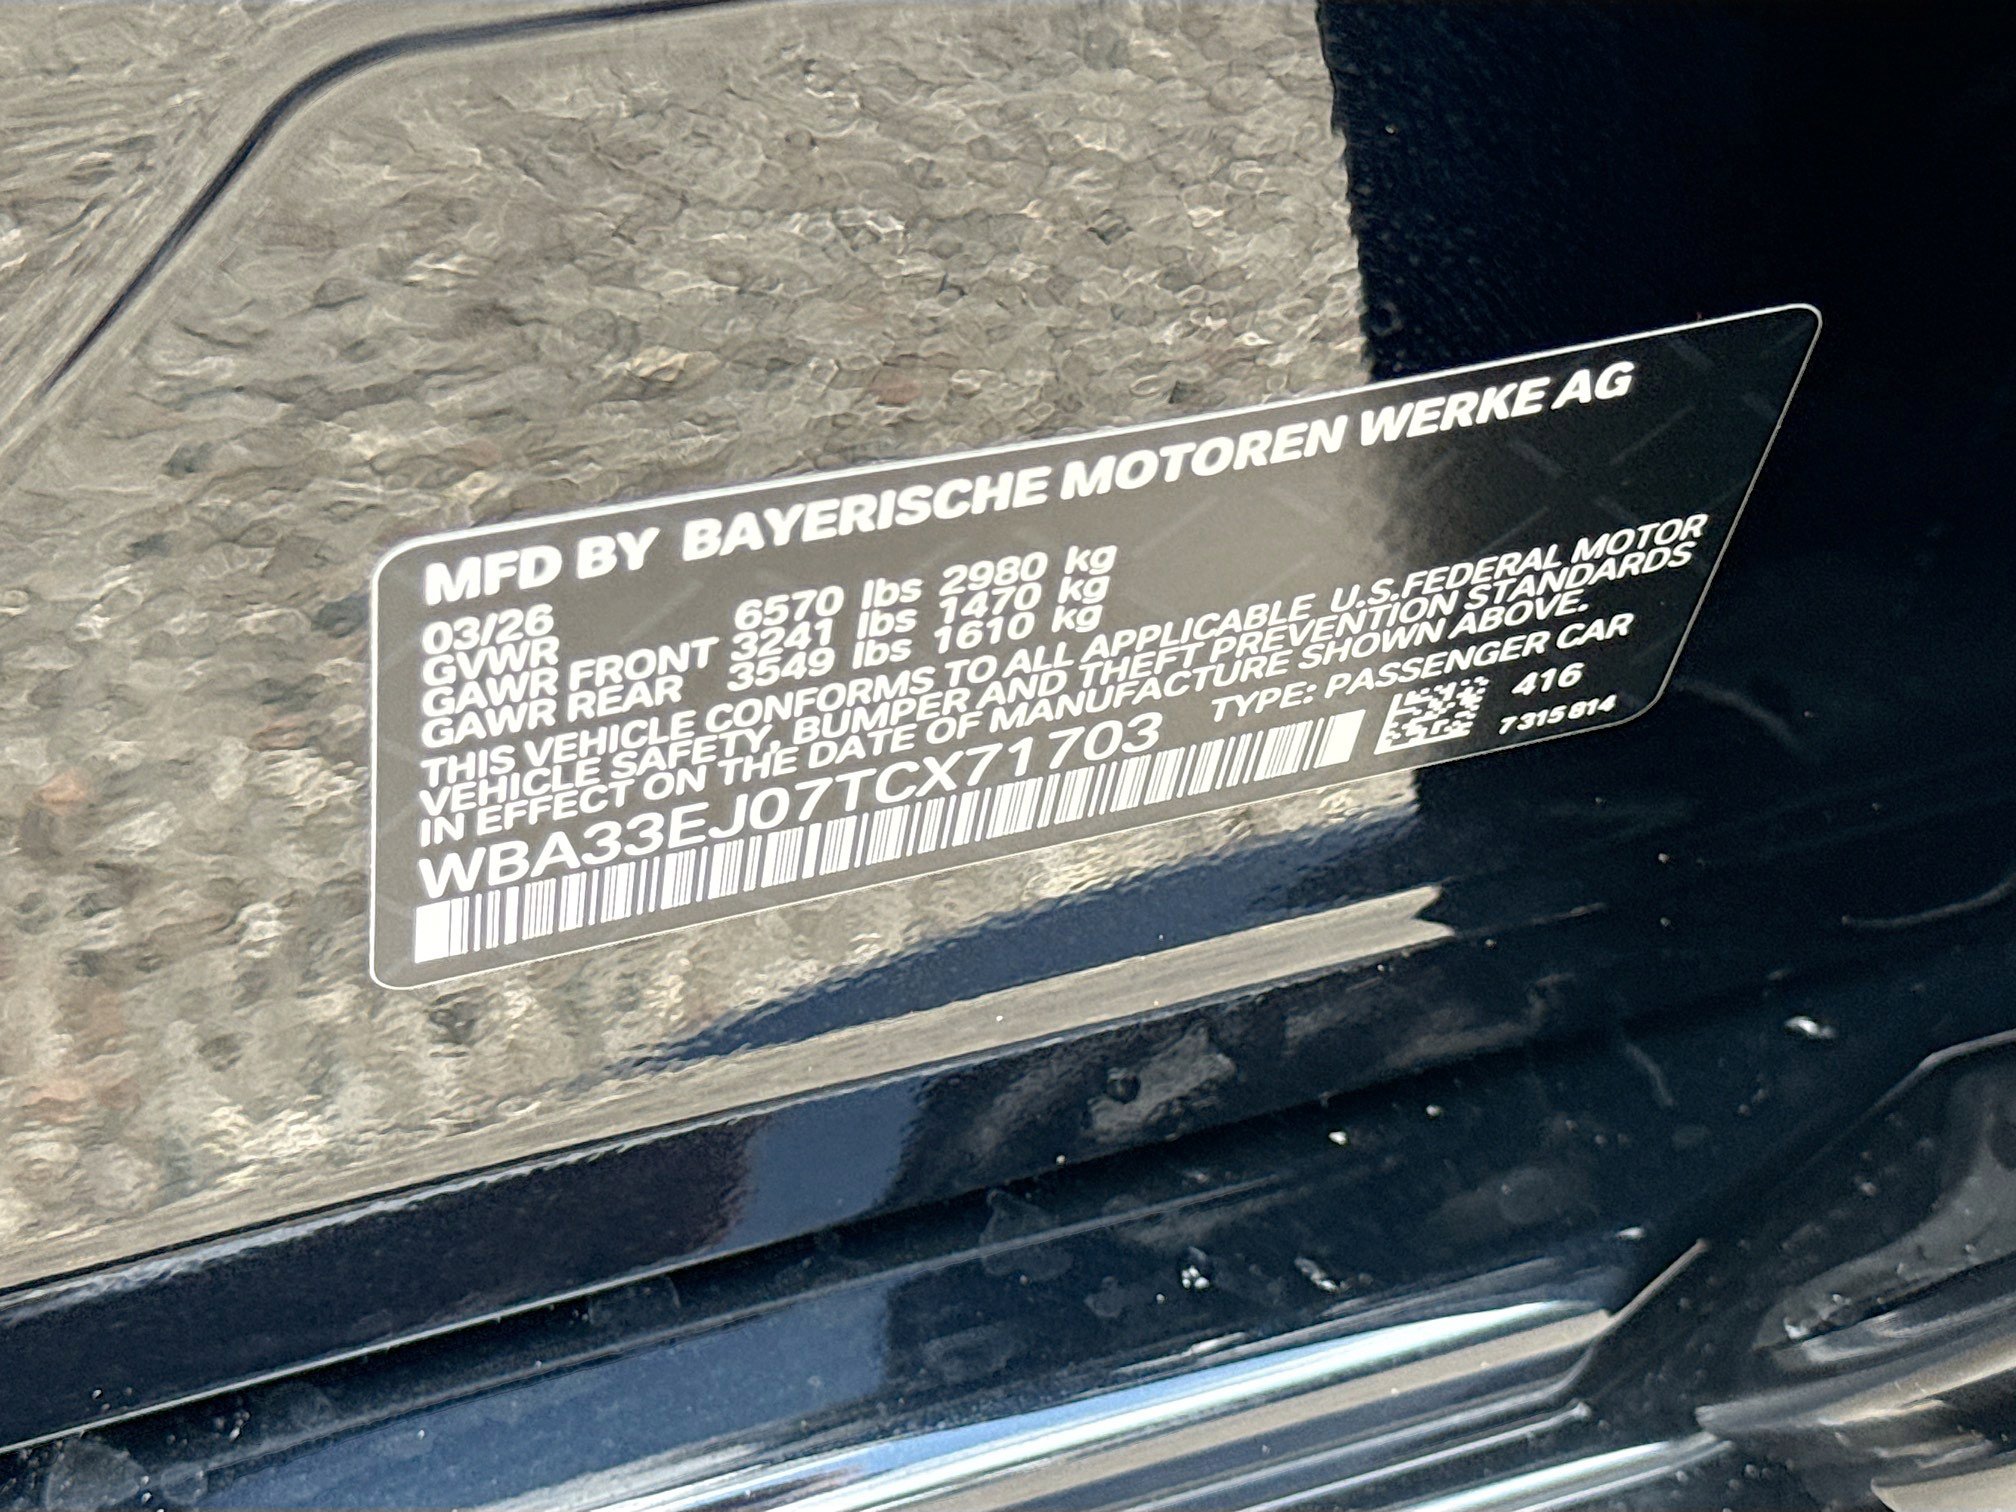 MFD BY BAYERISCHE MOTOREN WERKE AG
03/26
GVWR 6570 lbs 2980 kg
GAWR FRONT 3241 lbs 1470 kg
GAWR REAR 3549 lbs 1610 kg
THIS VEHICLE CONFORMS TO ALL APPLICABLE U.S.FEDERAL MOTOR
VEHICLE SAFETY, BUMPER AND THEFT PREVENTION STANDARDS
IN EFFECT ON THE DATE OF MANUFACTURE SHOWN ABOVE.
WBA33EJ07TCX71703 TYPE: PASSENGER CAR
416
7 315 814